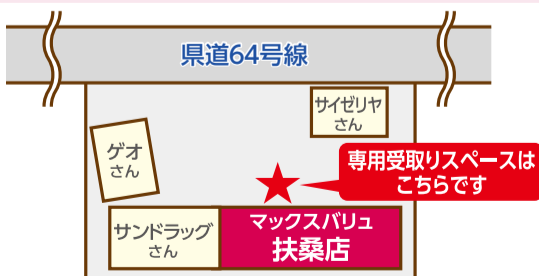 県道64号線
サイゼリヤ
さん
ゲオ
さん
専用受取りスペースは
こちらです
サンドラッグ
さん
マックスバリュ
扶桑店